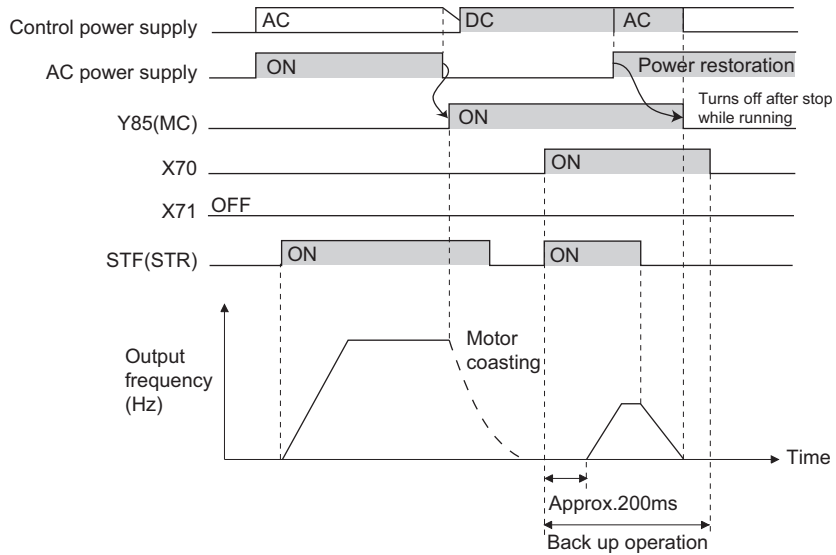 Control power supply
AC
DC
AC
AC power supply
ON
Power restoration
Y85(MC)
ON
Turns off after stop
while running
X70
ON
X71
OFF
STF(STR)
ON
ON
Output
frequency
(Hz)
Motor
coasting
Time
Approx.200ms
Back up operation